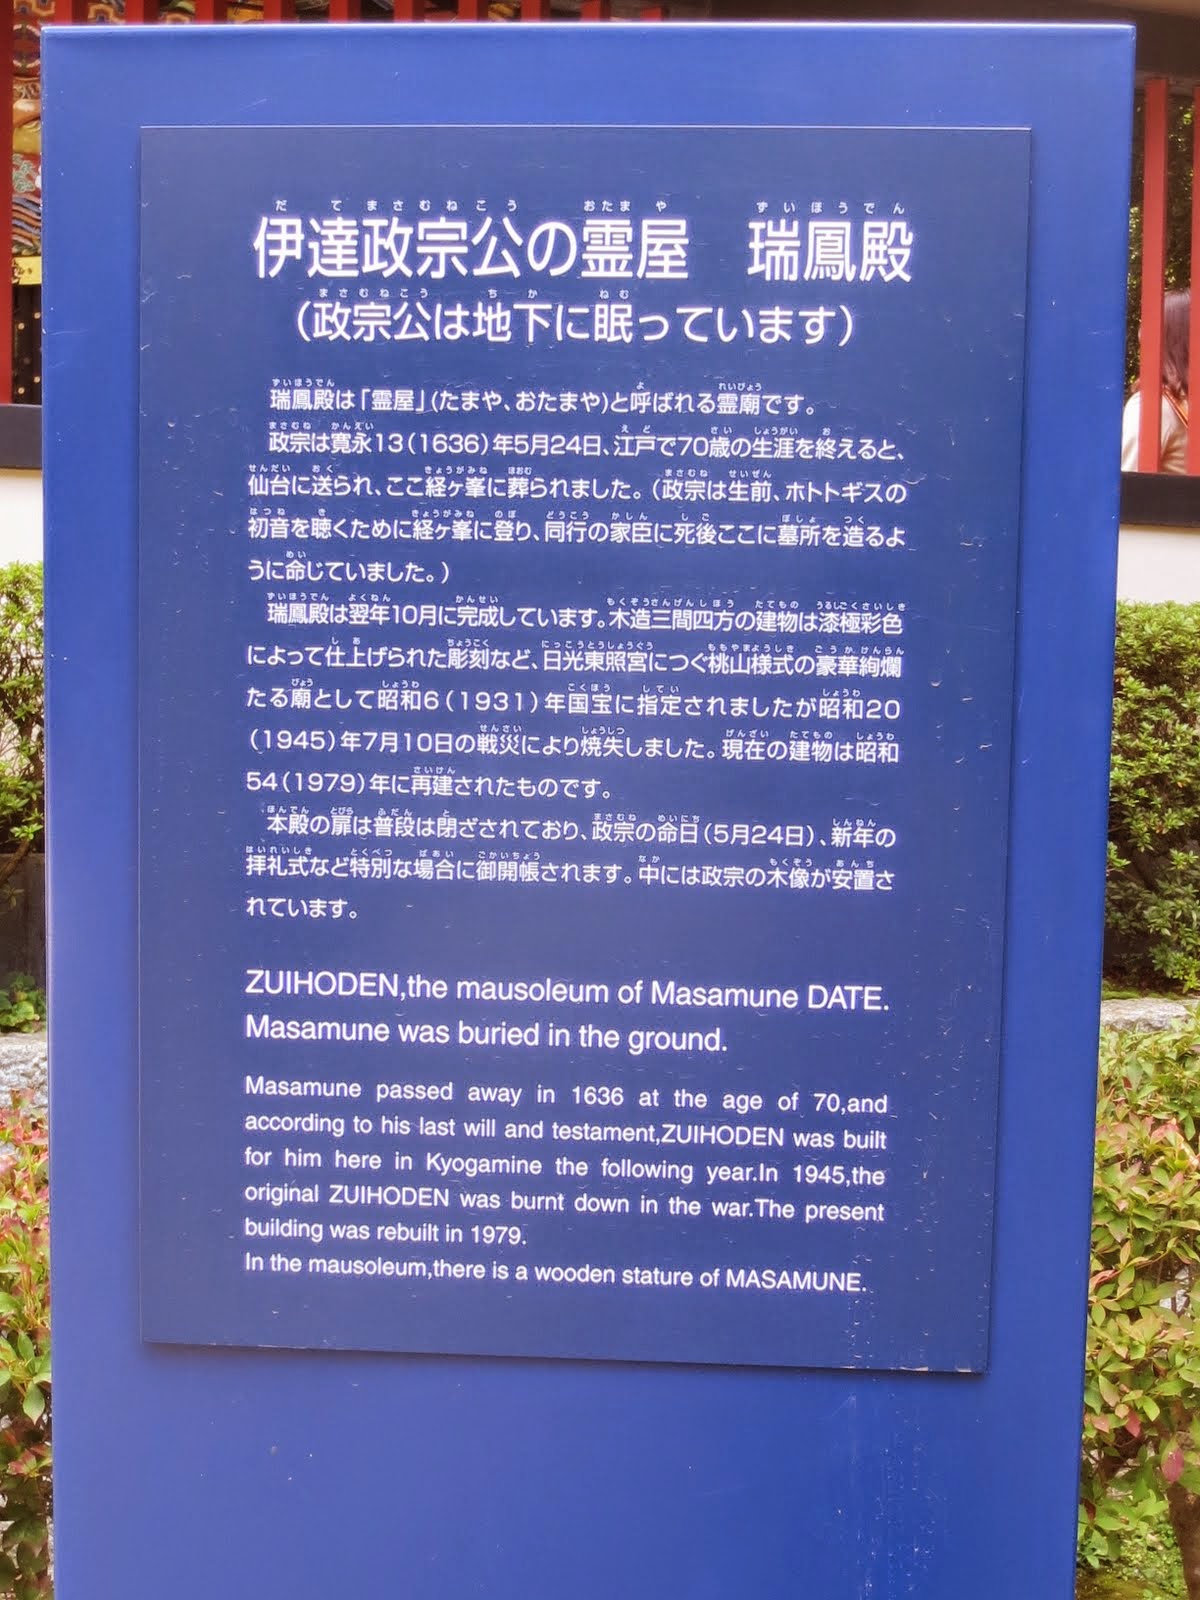 伊達政宗公の霊屋　瑞鳳殿
（政宗公は地下に眠っています）
瑞鳳殿は「霊屋」(たまや、おたまや)と呼ばれる霊廟です。
政宗は寛永13(1636)年5月24日、江戸で70歳の生涯を終えると、
仙台に送られ、ここ経ヶ峯に葬られました。(政宗は生前、ホトトギスの
初音を聴くために経ヶ峯に登り、同行の家臣に死後ここに墓所を造るよ
うに命じていました。)
瑞鳳殿は翌年10月に完成しています。木造三間四方の建物は漆極彩色
によって仕上げられた彫刻など、日光東照宮につぐ桃山様式の豪華絢爛
たる廟として昭和6(1931)年国宝に指定されましたが昭和20
(1945)年7月10日の戦災により焼失しました。現在の建物は昭和
54(1979)年に再建されたものです。
本殿の扉は普段は閉ざされており、政宗の命日(5月24日)、新年の
拝礼式など特別な場合に御開帳されます。中には政宗の木像が安置さ
れています。
ZUIHODEN,the mausoleum of Masamune DATE.
Masamune was buried in the ground.
Masamune passed away in 1636 at the age of 70,and
according to his last will and testament,ZUIHODEN was built
for him here in Kyogamine the following year.In 1945,the
original ZUIHODEN was burnt down in the war.The present
building was rebuilt in 1979.
In the mausoleum,there is a wooden stature of MASAMUNE.